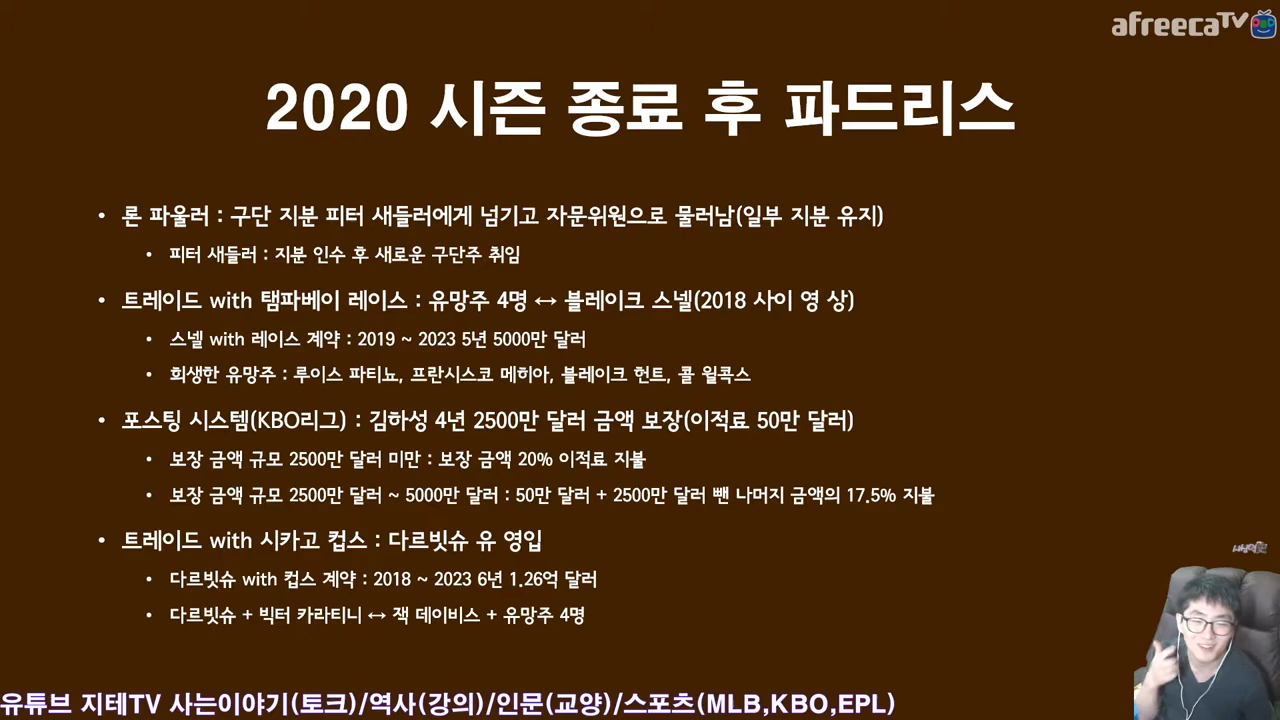 afreecaTV
2020 시즌 종료 후 파드리스
• 론 파울러 : 구단 지분 피터 새들러에게 넘기고 자문위원으로 물러남(일부 지분 유지)
• 피터 새들러 : 지분 인수 후 새로운 구단주 취임
• 트레이드 with 탬파베이 레이스 : 유망주 4명 ↔ 블레이크 스넬(2018 사이 영 상)
• 스넬 with 레이스 계약 : 2019 ~ 2023 5년 5000만 달러
• 희생한 유망주 : 루이스 파티뇨, 프란시스코 메히아, 블레이크 헌트, 콜 윌콕스
• 포스팅 시스템(KBO리그) : 김하성 4년 2500만 달러 금액 보장(이적료 50만 달러)
• 보장 금액 규모 2500만 달러 미만 : 보장 금액 20% 이적료 지불
• 보장 금액 규모 2500만 달러 ~ 5000만 달러 : 50만 달러 + 2500만 달러 뺀 나머지 금액의 17.5% 지불
• 트레이드 with 시카고 컵스 : 다르빗슈 유 영입
• 다르빗슈 with 컵스 계약 : 2018 ~ 2023 6년 1.26억 달러
• 다르빗슈 + 빅터 카라티니 ↔ 잭 데이비스 + 유망주 4명
유튜브 지테TV 사는이야기(토크)/역사(강의)/인문(교양)/스포츠(MLB,KBO,EPL)